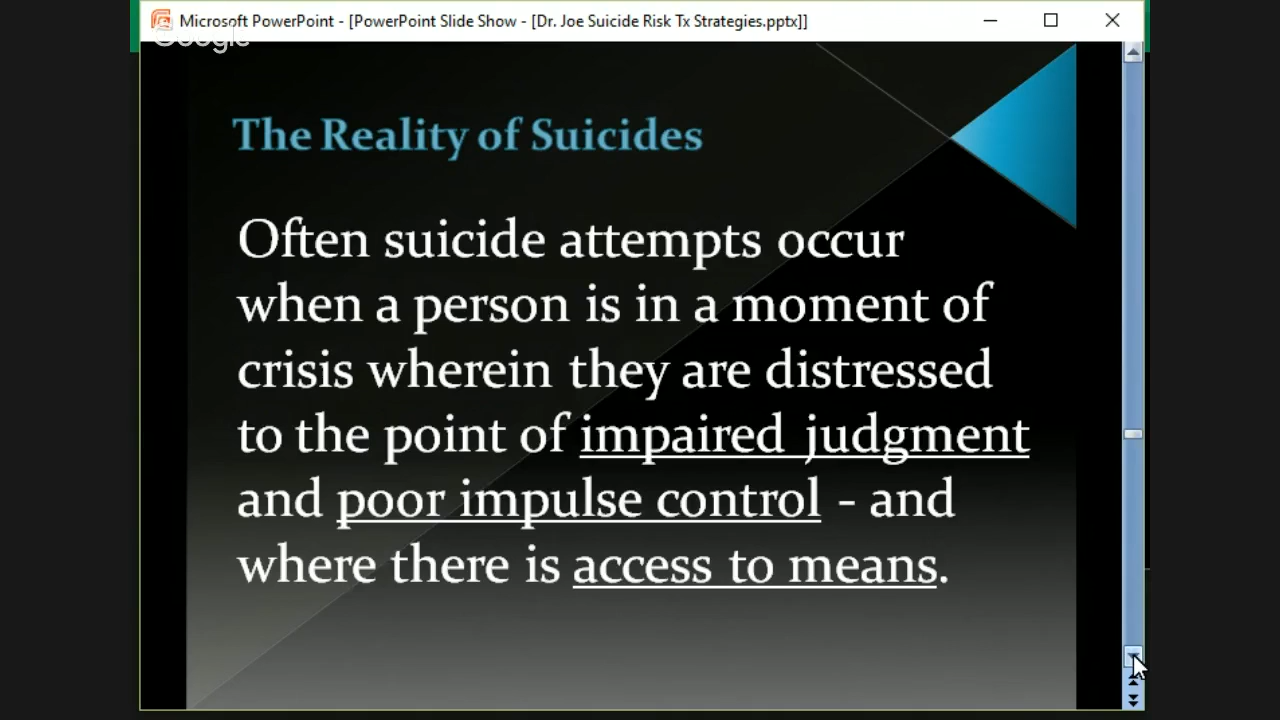 Microsoft PowerPoint - [PowerPoint Slide Show - [Dr. Joe Suicide Risk Tx Strategies.pptx]]
Google
The Reality of Suicides
Often suicide attempts occur
when a person is in a moment of
crisis wherein they are distressed
to the point of impaired judgment
and poor impulse control - and
where there is access to means.